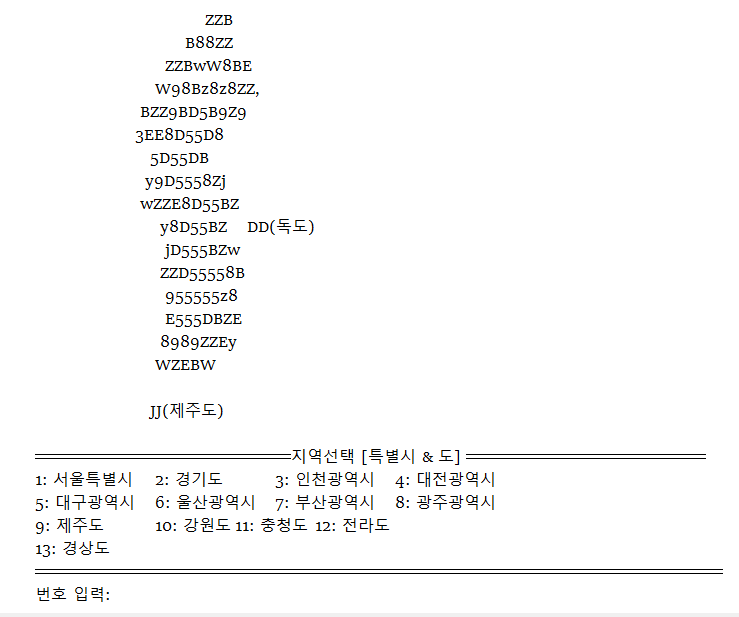 ZZB
B88ZZ
ZZBwW8BE
W98Bz8z8ZZ,
BZZ9BD5B9Z9
3EE8D55D8
5D55DB
y9D5558Zj
wZZE8D55BZ
y8D55BZ DD(독도)
jD555BZw
ZZD55558B
955555z8
E555DBZE
8989ZZEy
WZEBW
JJ(제주도)
════════════════지역선택 [특별시 & 도] ═══════════════
1: 서울특별시 2: 경기도 3: 인천광역시 4: 대전광역시
5: 대구광역시 6: 울산광역시 7: 부산광역시 8: 광주광역시
9: 제주도 10: 강원도 11: 충청도 12: 전라도
13: 경상도
번호 입력: